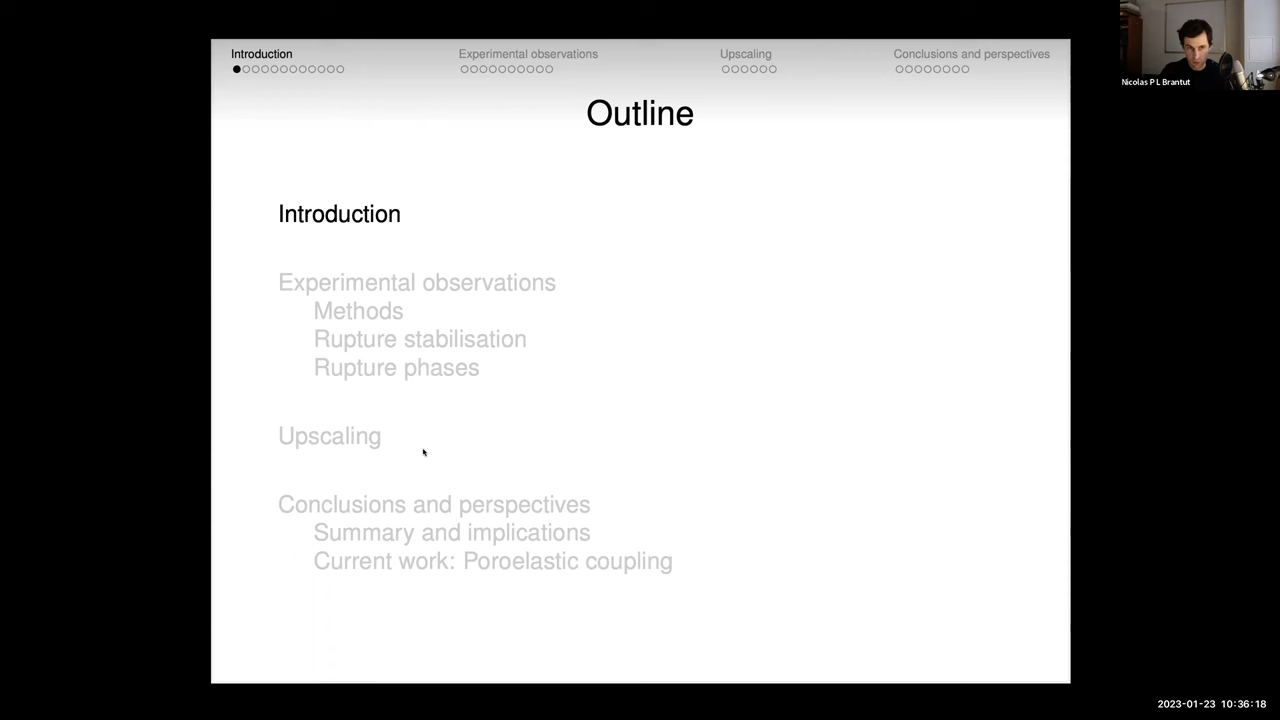 Introduction
Experimental observations
Upscaling
Conclusions and perspectives
Nicolas P L Brantut
Outline
Introduction
Experimental observations
Methods
Rupture stabilisation
Rupture phases
Upscaling
Conclusions and perspectives
Summary and implications
Current work: Poroelastic coupling
2023-01-23 10:36:18